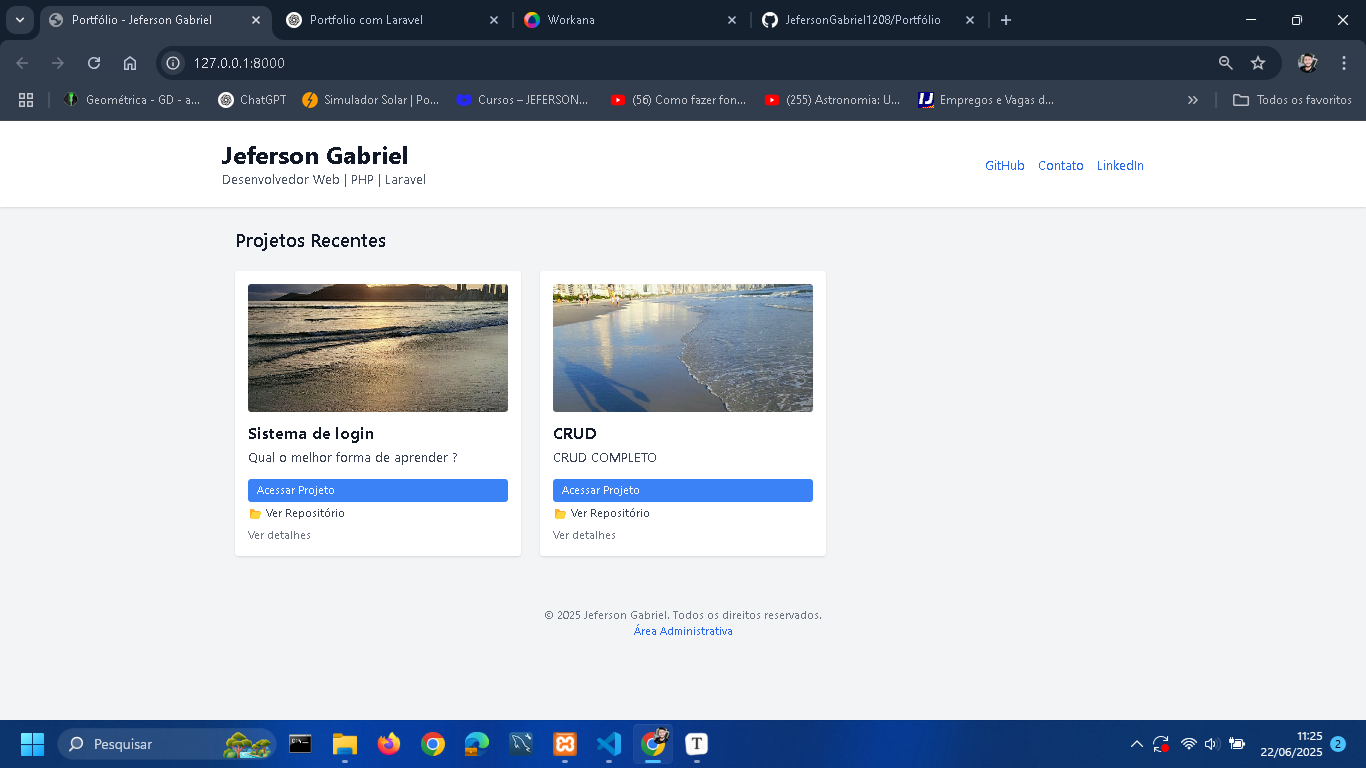 Portfólio - Jeferson Gabriel
Portfolio com Laravel
Workana
JefersonGabriel1208/Portfólio
127.0.0.1:8000
Geométrica - GD - a...
ChatGPT
Simulador Solar | Po...
Cursos – JEFERSON...
(56) Como fazer fon...
(255) Astronomia: U...
Empregos e Vagas d...
Todos os favoritos
Jeferson Gabriel
Desenvolvedor Web | PHP | Laravel
GitHub Contato LinkedIn
Projetos Recentes
Sistema de login
Qual o melhor forma de aprender ?
Acessar Projeto
Ver Repositório
Ver detalhes
CRUD
CRUD COMPLETO
Acessar Projeto
Ver Repositório
Ver detalhes
© 2025 Jeferson Gabriel. Todos os direitos reservados.
Área Administrativa
Pesquisar
T
11:25
22/06/2025
2